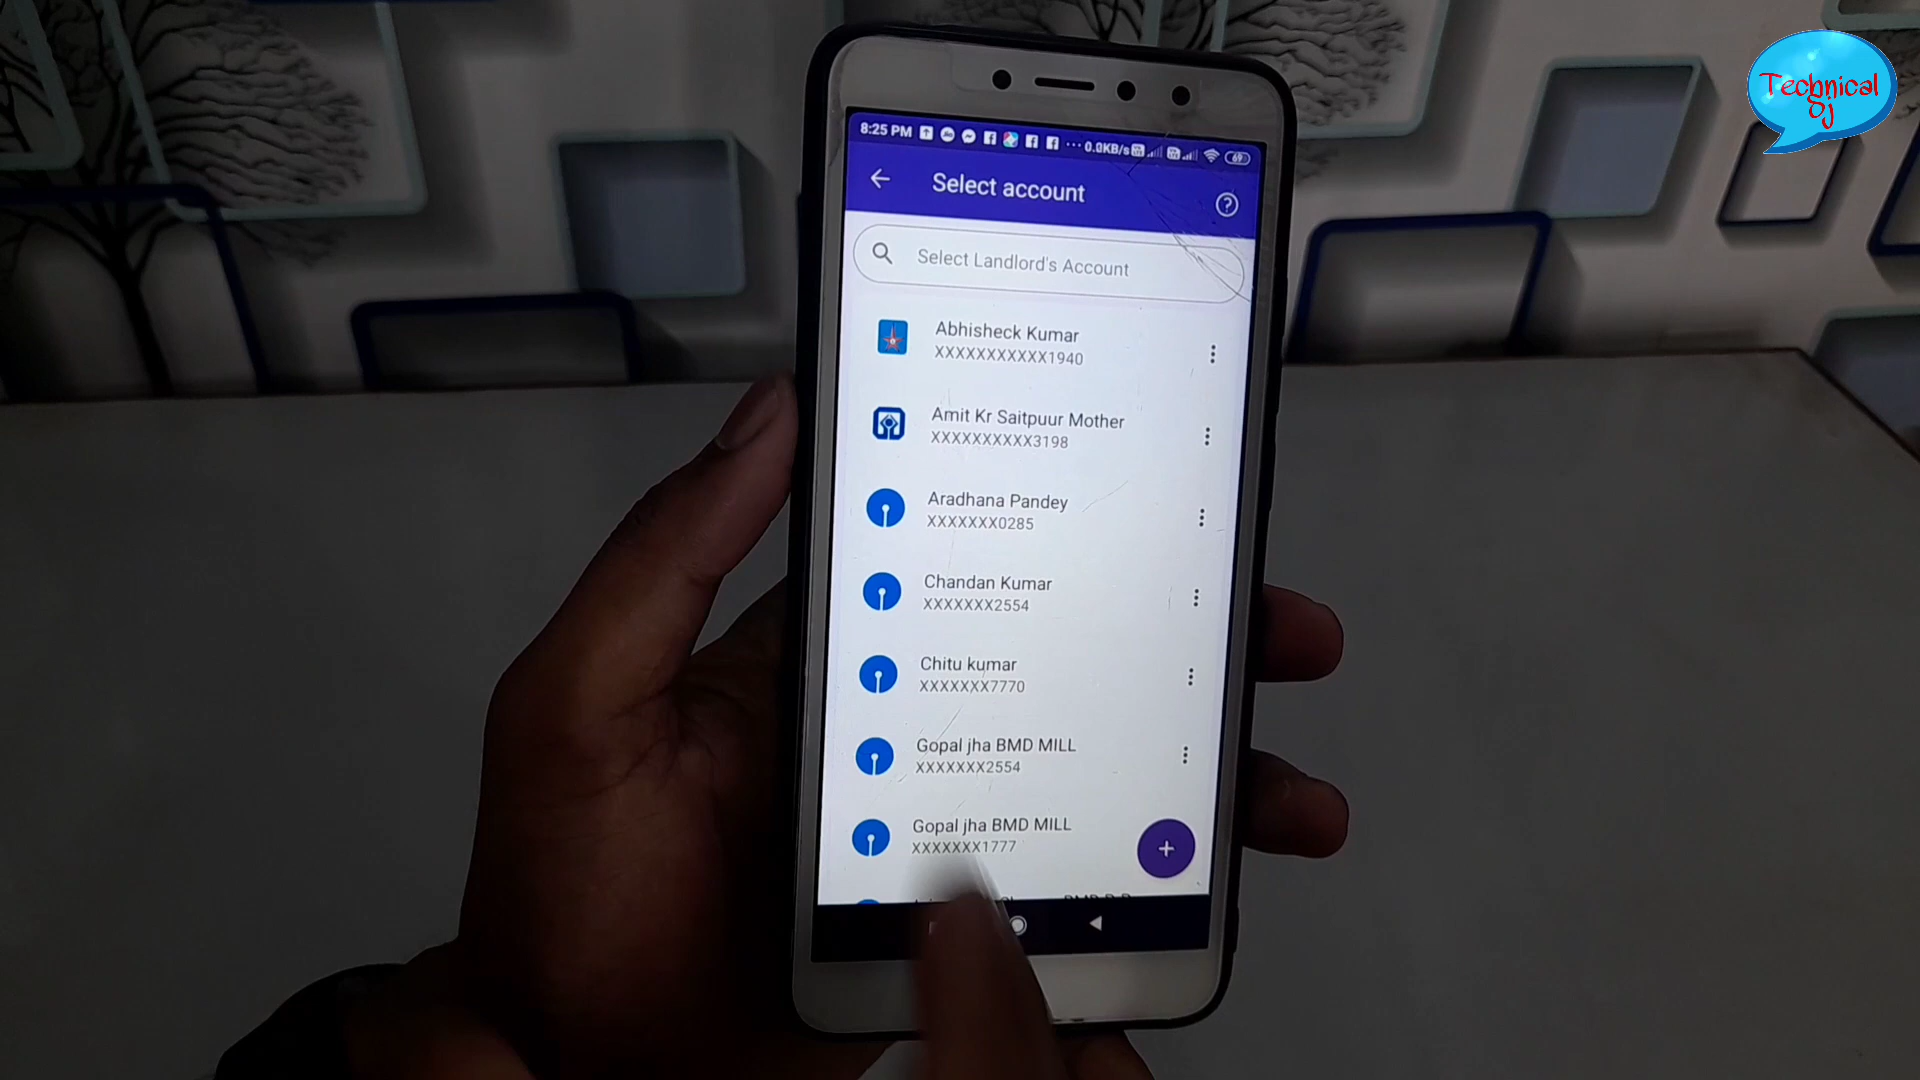 Technical
Gj
8:25 PM
0.0KB/s
69
Select account
Select Landlord's Account
Abhisheck Kumar
XXXXXXXXXXX1940
Amit Kr Saitpuur Mother
XXXXXXXXXX3198
Aradhana Pandey
XXXXXXX0285
Chandan Kumar
XXXXXXX2554
Chitu kumar
XXXXXXX7770
Gopal jha BMD MILL
XXXXXXX2554
Gopal jha BMD MILL
XXXXXXX1777